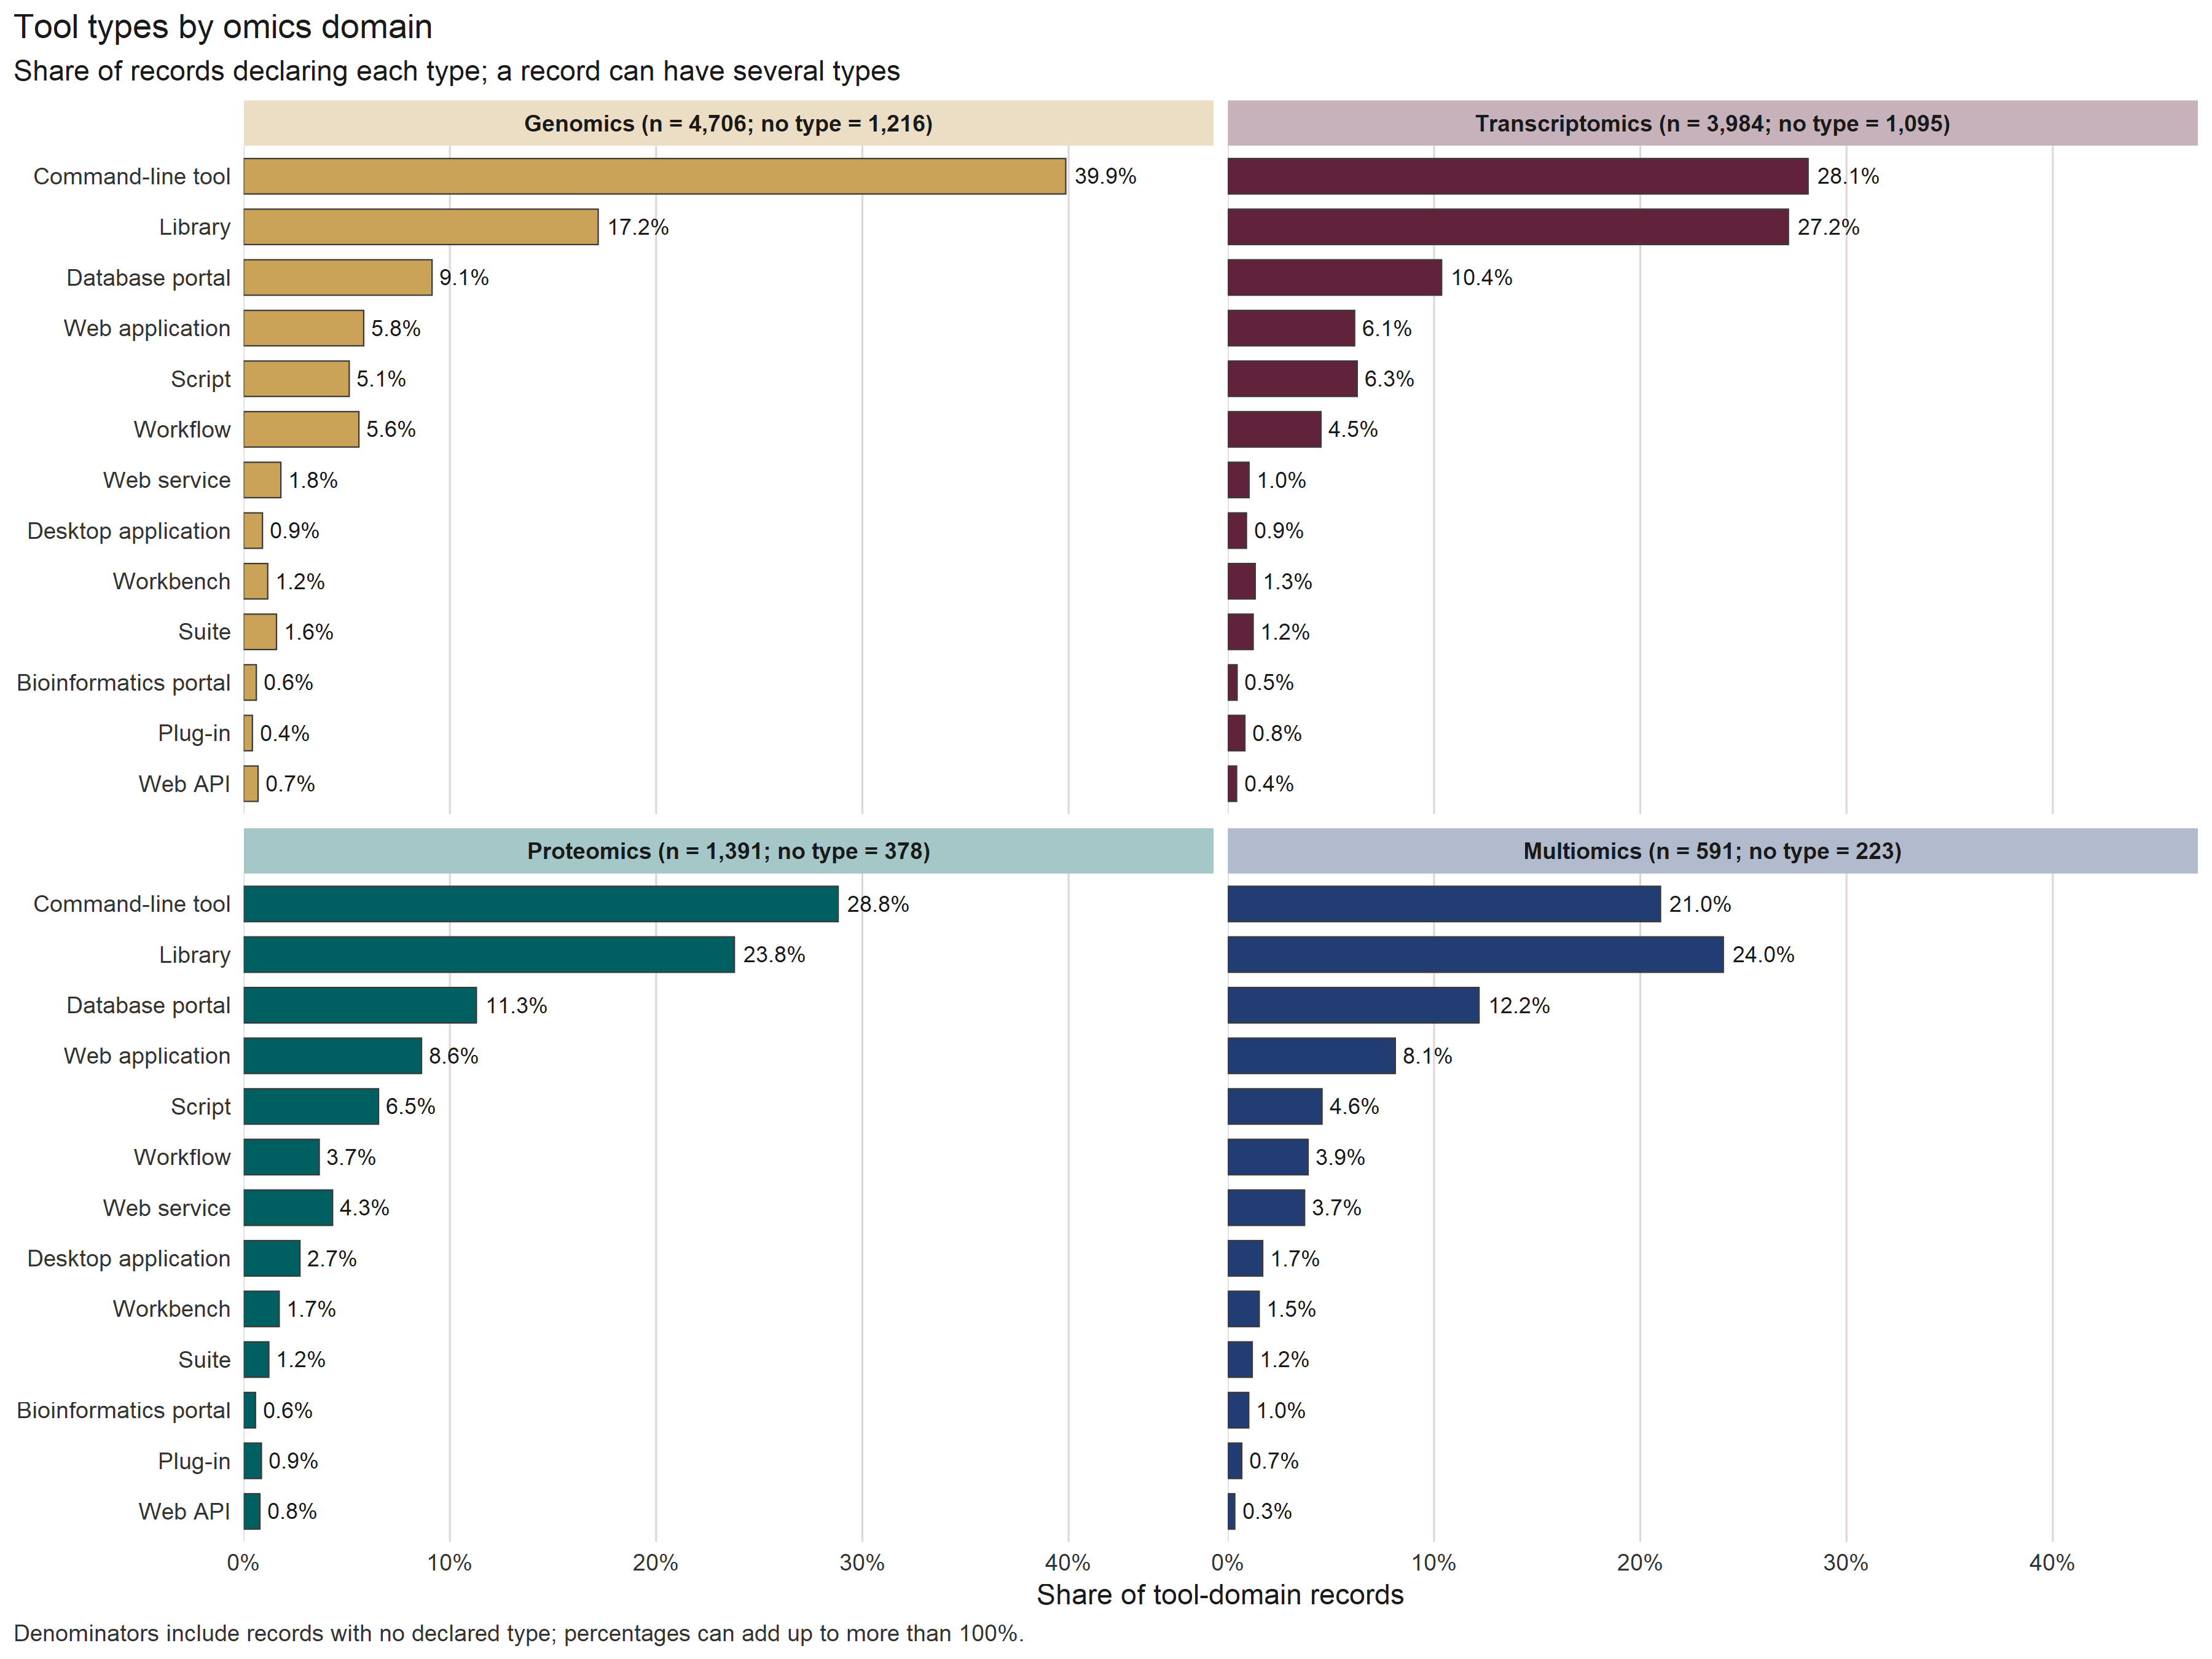 Tool types by omics domain
Share of records declaring each type; a record can have several types
Genomics (n = 4,706; no type = 1,216)
Command-line tool 39.9%
Library 17.2%
Database portal 9.1%
Web application 5.8%
Script 5.1%
Workflow 5.6%
Web service 1.8%
Desktop application 0.9%
Workbench 1.2%
Suite 1.6%
Bioinformatics portal 0.6%
Plug-in 0.4%
Web API 0.7%
Transcriptomics (n = 3,984; no type = 1,095)
28.1%
27.2%
10.4%
6.1%
6.3%
4.5%
1.0%
0.9%
1.3%
1.2%
0.5%
0.8%
0.4%
Proteomics (n = 1,391; no type = 378)
Command-line tool 28.8%
Library 23.8%
Database portal 11.3%
Web application 8.6%
Script 6.5%
Workflow 3.7%
Web service 4.3%
Desktop application 2.7%
Workbench 1.7%
Suite 1.2%
Bioinformatics portal 0.6%
Plug-in 0.9%
Web API 0.8%
0% 10% 20% 30% 40%
Multiomics (n = 591; no type = 223)
21.0%
24.0%
12.2%
8.1%
4.6%
3.9%
3.7%
1.7%
1.5%
1.2%
1.0%
0.7%
0.3%
0% 10% 20% 30% 40%
Share of tool-domain records
Denominators include records with no declared type; percentages can add up to more than 100%.